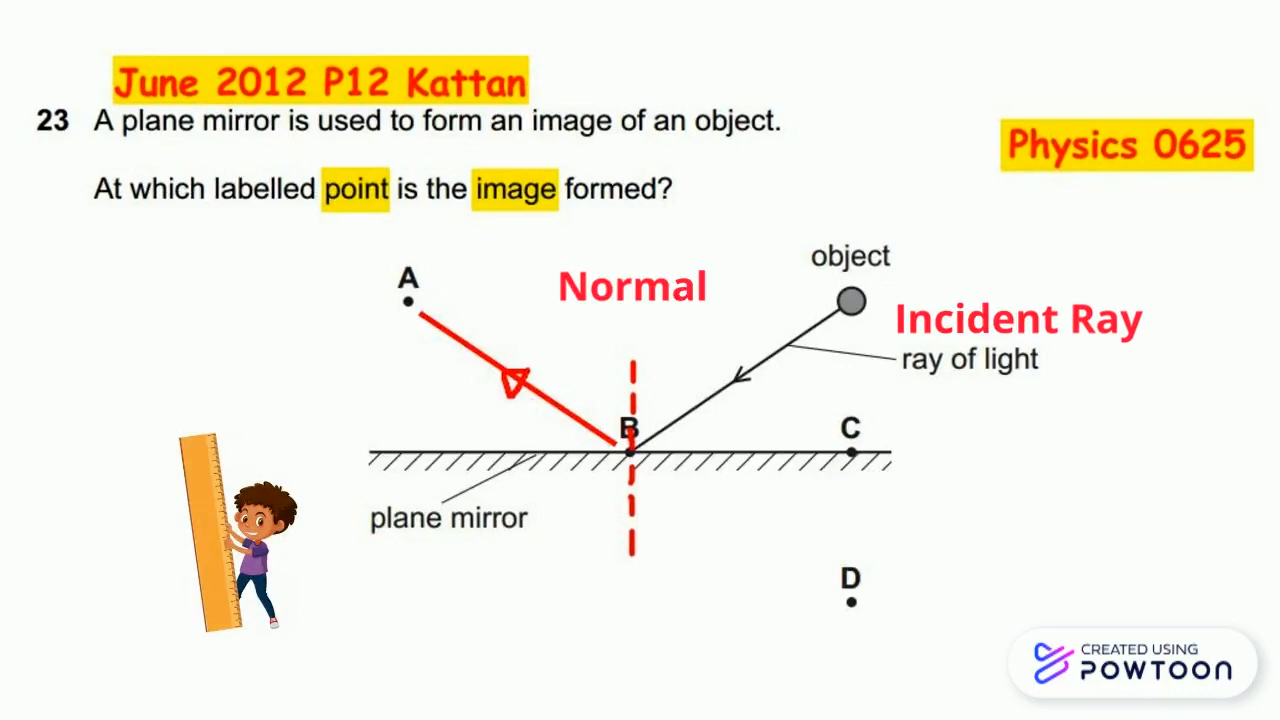 June 2012 P12 Kattan
23 A plane mirror is used to form an image of an object.
Physics 0625
At which labelled point is the image formed?
object
A
Normal
Incident Ray
ray of light
B
C
plane mirror
D
CREATED USING
POWTOON